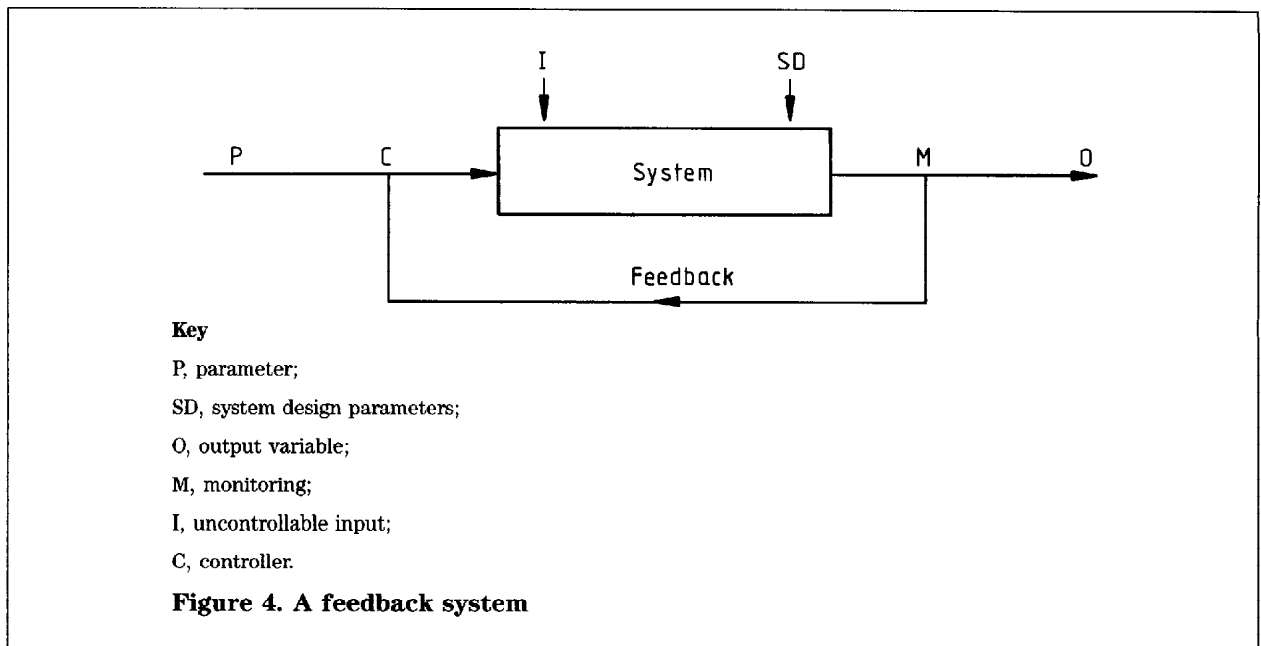 I SD
P C System M O
Feedback
Key
P, parameter;
SD, system design parameters;
O, output variable;
M, monitoring;
I, uncontrollable input;
C, controller.
Figure 4. A feedback system